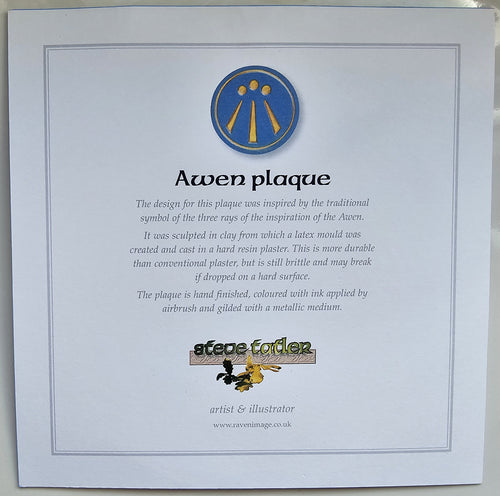 Awen plaque
The design for this plaque was inspired by the traditional
symbol of the three rays of the inspiration of the Awen.
It was sculpted in clay from which a latex mould was
created and cast in a hard resin plaster. This is more durable
than conventional plaster, but is still brittle and may break
if dropped on a hard surface.
The plaque is hand finished, coloured with ink applied by
airbrush and gilded with a metallic medium.
steve
artist & illustrator
www.ravenimage.co.uk